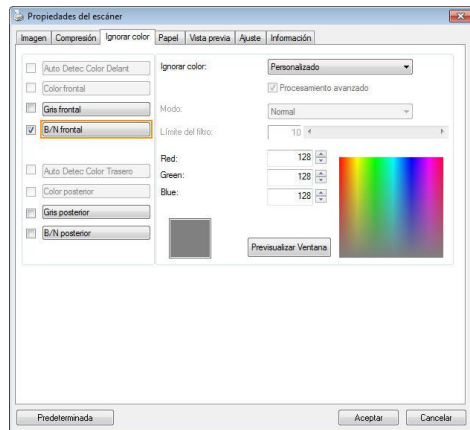 Propiedades del escáner
Imagen Compresión Ignorar color Papel Vista previa Ajuste Información
Auto Detec Color Delant
Color frontal
Gris frontal
B/N frontal
Auto Detec Color Trasero
Color posterior
Gris posterior
B/N posterior
Ignorar color: Personalizado
Procesamiento avanzado
Modo: Normal
Límite del filtro: 10
Red: 128
Green: 128
Blue: 128
Previsualizar Ventana
Predeterminada Aceptar Cancelar